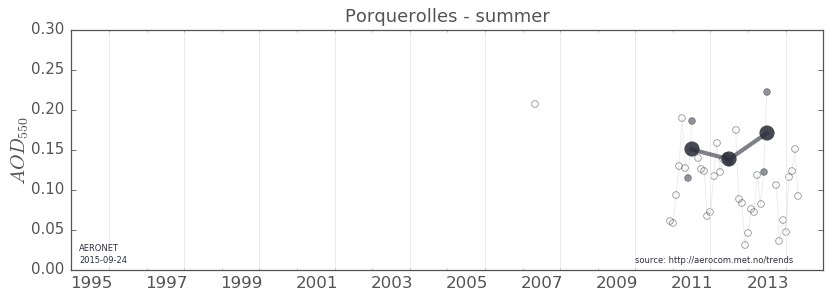 Porquerolles - summer
0.30
0.25
0.20
0.15
0.10
0.05
0.00
AOD550
AERONET
2015-09-24
source: http://aerocom.met.no/trends
1995 1997 1999 2001 2003 2005 2007 2009 2011 2013